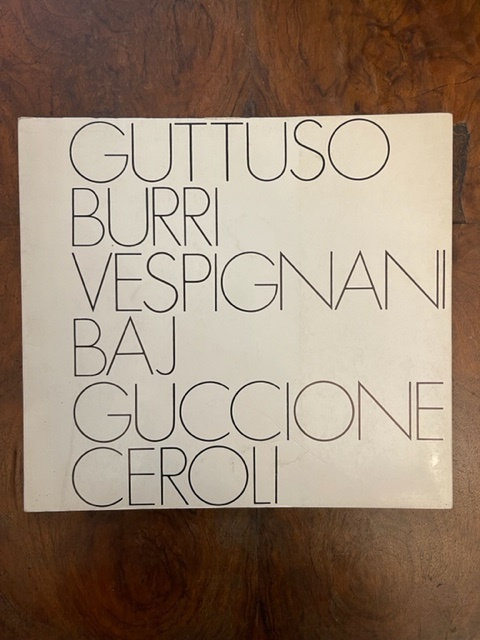 GUTTUSO
BURRI
VESPIGNANI
BAJ
GUCCIONE
CEROLI